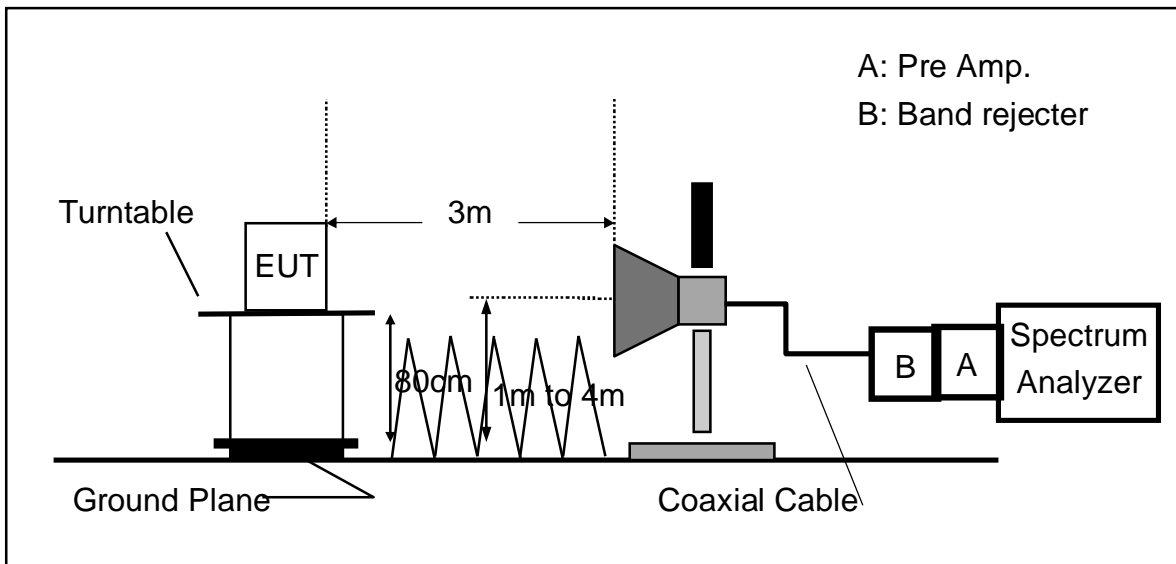 A: Pre Amp.
B: Band rejecter
Turntable
3m
EUT
80cm
1m to 4m
B
A
Spectrum
Analyzer
Ground Plane
Coaxial Cable